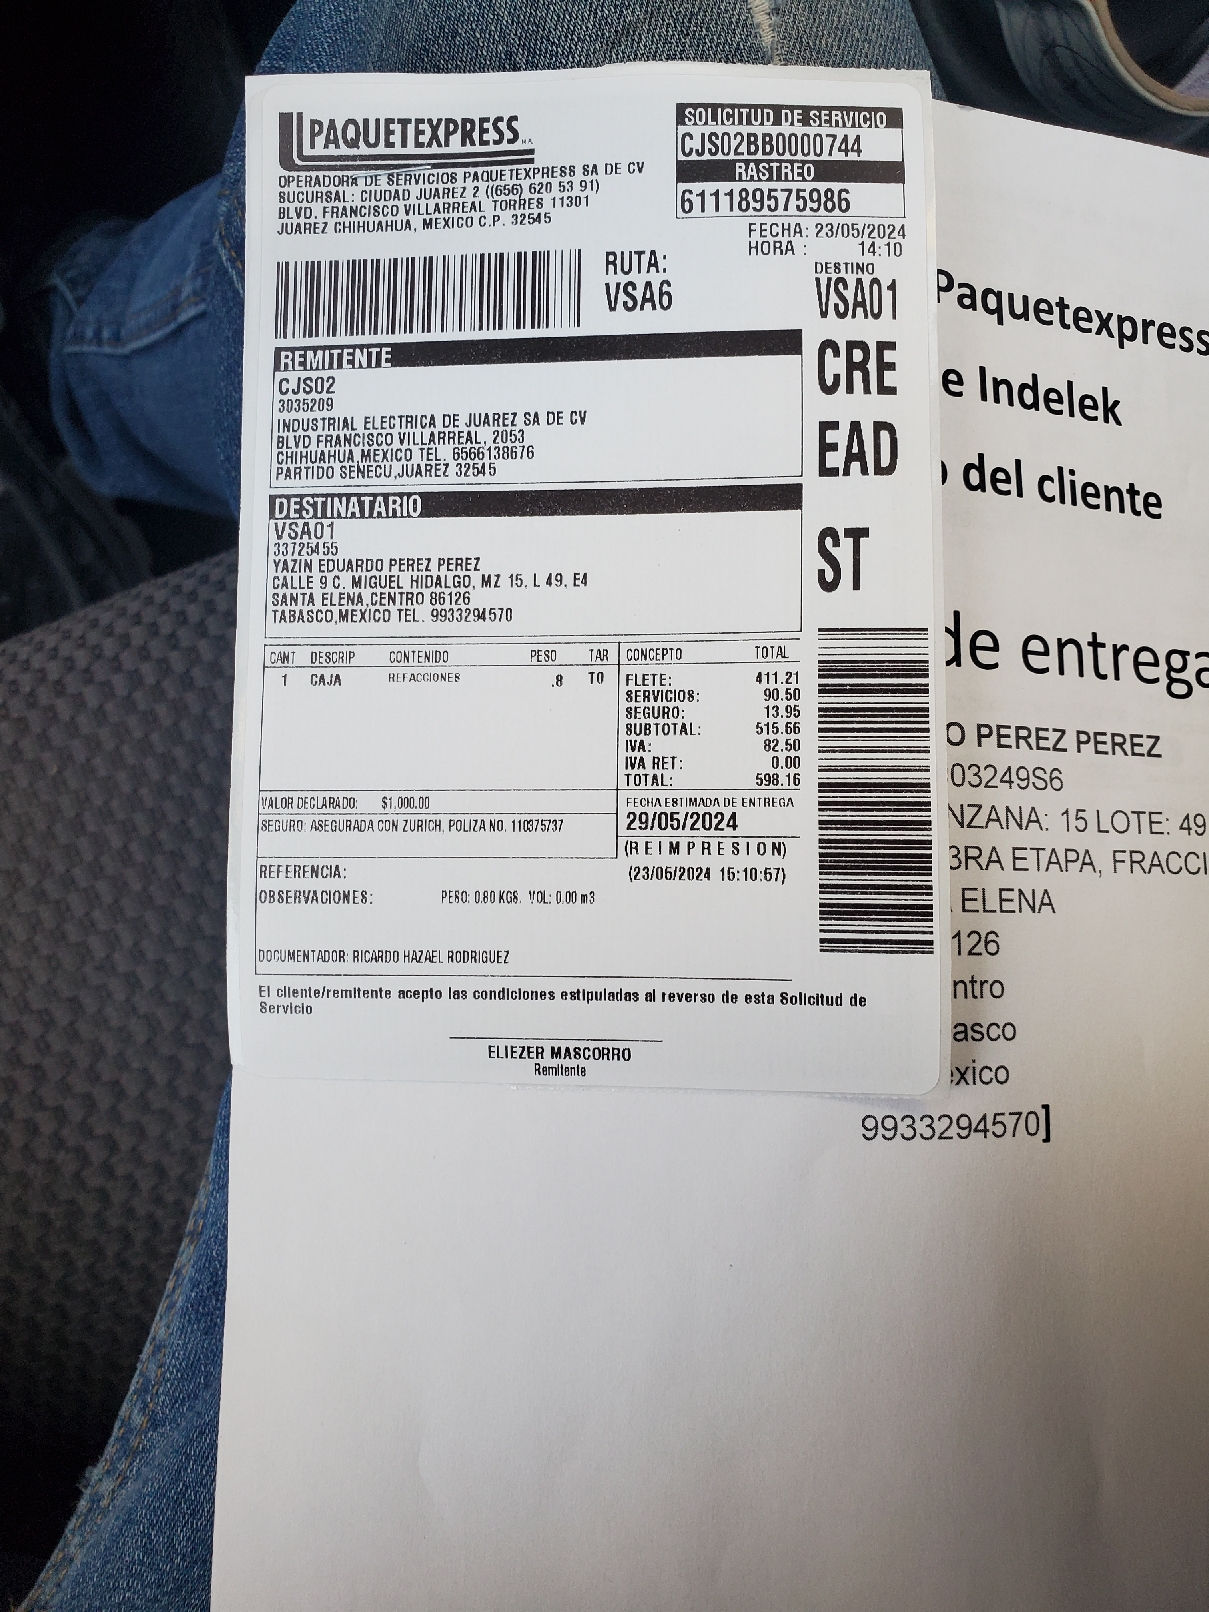 PAQUETEXPRESS
OPERADORA DE SERVICIOS PAQUETEXPRESS SA DE CV
SUCURSAL: CIUDAD JUAREZ 2 ((656) 620 53 91)
BLVD. FRANCISCO VILLARREAL TORRES 11301
JUAREZ CHIHUAHUA, MEXICO C.P. 32545
SOLICITUD DE SERVICIO
CJS02BB0000744
RASTREO
611189575986
FECHA: 23/05/2024
HORA : 14:10
RUTA:
VSA6
DESTINO
VSA01
CRE
EAD
ST
REMITENTE
CJS02
3035209
INDUSTRIAL ELECTRICA DE JUAREZ SA DE CV
BLVD FRANCISCO VILLARREAL, 2053
CHIHUAHUA,MEXICO TEL. 6566138676
PARTIDO SENECU,JUAREZ 32545
DESTINATARIO
VSA01
33725455
YAZIN EDUARDO PEREZ PEREZ
CALLE 9 C. MIGUEL HIDALGO, MZ 15, L 49, E4
SANTA ELENA,CENTRO 86126
TABASCO,MEXICO TEL. 9933294570
CANT DESCRIP CONTENIDO PESO TAR
1 CAJA REFACCIONES .8 T0
CONCEPTO TOTAL
FLETE: 411.21
SERVICIOS: 90.50
SEGURO: 13.95
SUBTOTAL: 515.66
IVA: 82.50
IVA RET: 0.00
TOTAL: 598.16
VALOR DECLARADO: $1,000.00
SEGURO: ASEGURADA CON ZURICH, POLIZA NO. 110375737
FECHA ESTIMADA DE ENTREGA
29/05/2024
(REIMPRESION)
(23/05/2024 15:10:57)
REFERENCIA:
OBSERVACIONES: PESO: 0.80 KGS. VOL: 0.00 m3
DOCUMENTADOR: RICARDO HAZAEL RODRIGUEZ
El cliente/remitente acepto las condiciones estipuladas al reverso de esta Solicitud de
Servicio
ELIEZER MASCORRO
Remitente
Paquetexpress
e Indelek
del cliente
de entrega
O PEREZ PEREZ
03249S6
NZANA: 15 LOTE: 49
3RA ETAPA, FRACCI
ELENA
126
ntro
asco
xico
9933294570]